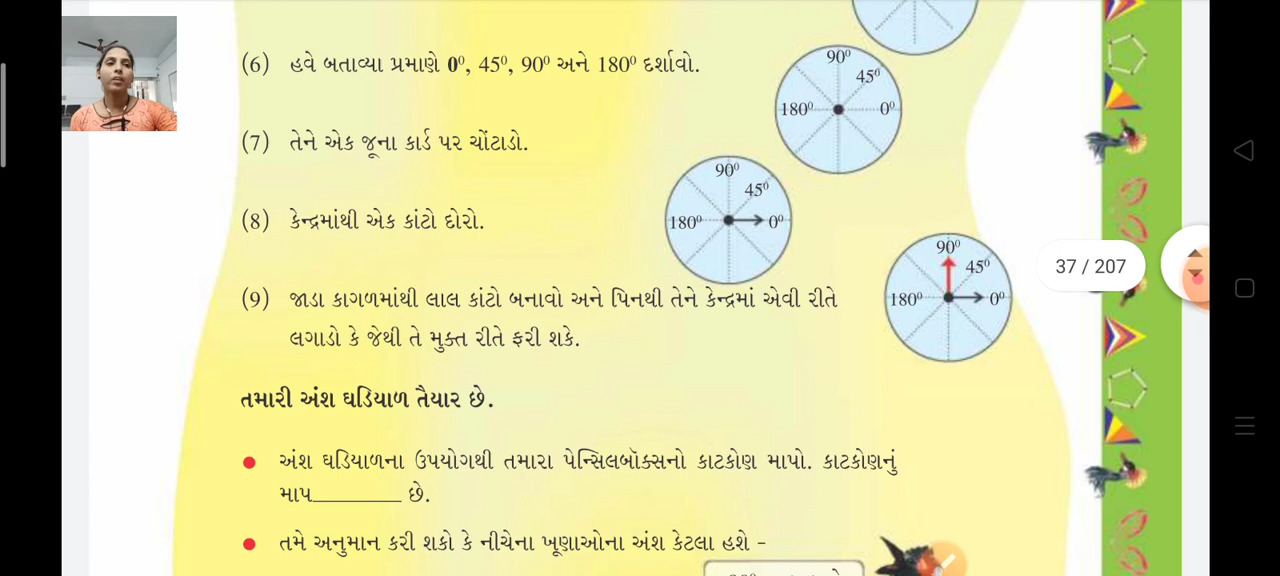 (6) હવે બતાવ્યા પ્રમાણે 0⁰, 45⁰, 90⁰ અને 180⁰ દર્શાવો.
90⁰
45⁰
180⁰
0⁰
(7) તેને એક જૂના કાર્ડ પર ચોંટાડો.
90⁰
45⁰
180⁰
0⁰
(8) કેન્દ્રમાંથી એક કાંટો દોરો.
90⁰
45⁰
180⁰
0⁰
37 / 207
(9) જાડા કાગળમાંથી લાલ કાંટો બનાવો અને પિનથી તેને કેન્દ્રમાં એવી રીતે
લગાડો કે જેથી તે મુક્ત રીતે ફરી શકે.
તમારી અંશ ઘડિયાળ તૈયાર છે.
અંશ ઘડિયાળના ઉપયોગથી તમારા પેન્સિલબૉક્સનો કાટકોણ માપો. કાટકોણનું
માપ________ છે.
તમે અનુમાન કરી શકો કે નીચેના ખૂણાઓના અંશ કેટલા હશે -